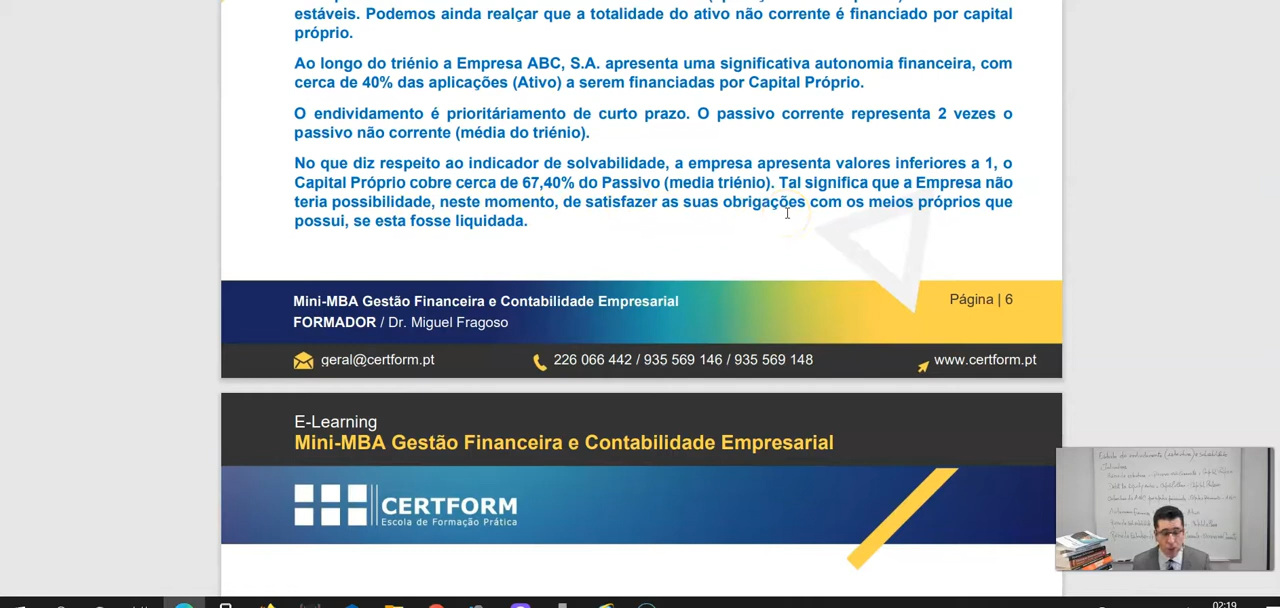 estáveis. Podemos ainda realçar que a totalidade do ativo não corrente é financiado por capital
próprio.
Ao longo do triénio a Empresa ABC, S.A. apresenta uma significativa autonomia financeira, com
cerca de 40% das aplicações (Ativo) a serem financiadas por Capital Próprio.
O endividamento é prioritáriamento de curto prazo. O passivo corrente representa 2 vezes o
passivo não corrente (média do triénio).
No que diz respeito ao indicador de solvabilidade, a empresa apresenta valores inferiores a 1, o
Capital Próprio cobre cerca de 67,40% do Passivo (media triénio). Tal significa que a Empresa não
teria possibilidade, neste momento, de satisfazer as suas obrigações com os meios próprios que
possui, se esta fosse liquidada.
Mini-MBA Gestão Financeira e Contabilidade Empresarial
Página | 6
FORMADOR / Dr. Miguel Fragoso
geral@certform.pt
226 066 442 / 935 569 146 / 935 569 148
www.certform.pt
E-Learning
Mini-MBA Gestão Financeira e Contabilidade Empresarial
CERTFORM
Escola de Formação Prática
02:19